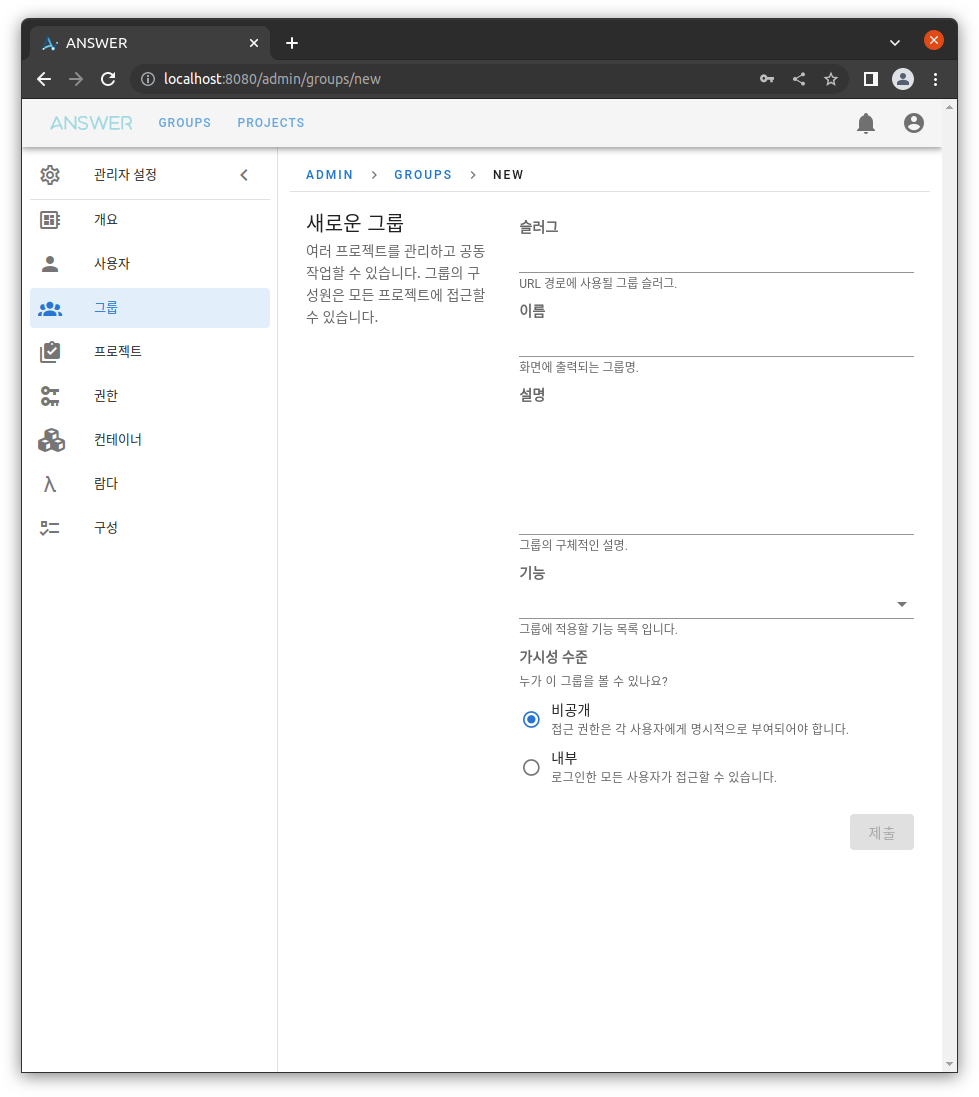 ANSWER
localhost:8080/admin/groups/new
ANSWER GROUPS PROJECTS
관리자 설정
개요
사용자
그룹
프로젝트
권한
컨테이너
람다
구성
ADMIN > GROUPS > NEW
새로운 그룹
여러 프로젝트를 관리하고 공동
작업할 수 있습니다. 그룹의 구
성원은 모든 프로젝트에 접근할
수 있습니다.
슬러그
URL 경로에 사용될 그룹 슬러그.
이름
화면에 출력되는 그룹명.
설명
그룹의 구체적인 설명.
기능
그룹에 적용할 기능 목록 입니다.
가시성 수준
누가 이 그룹을 볼 수 있나요?
비공개
접근 권한은 각 사용자에게 명시적으로 부여되어야 합니다.
내부
로그인한 모든 사용자가 접근할 수 있습니다.
제출